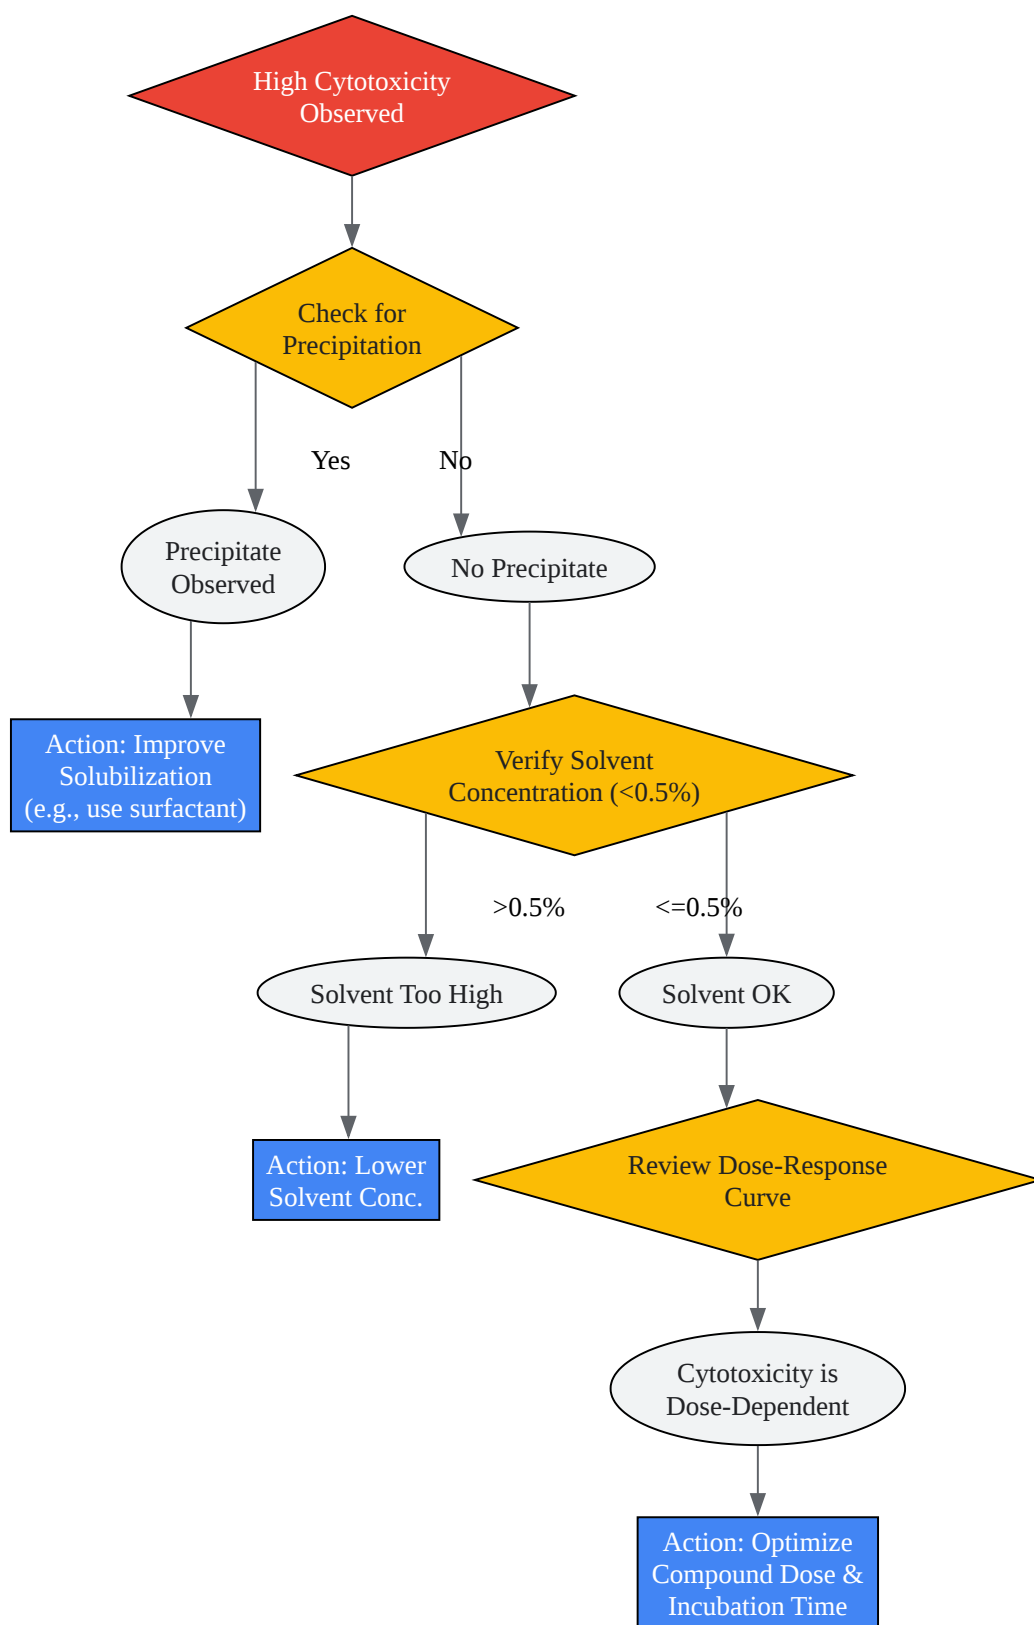 High Cytotoxicity
Observed
Check for
Precipitation
Yes
No
Precipitate
Observed
No Precipitate
Action: Improve
Solubilization
(e.g., use surfactant)
Verify Solvent
Concentration (<0.5%)
>0.5%
<=0.5%
Solvent Too High
Solvent OK
Action: Lower
Solvent Conc.
Review Dose-Response
Curve
Cytotoxicity is
Dose-Dependent
Action: Optimize
Compound Dose &
Incubation Time